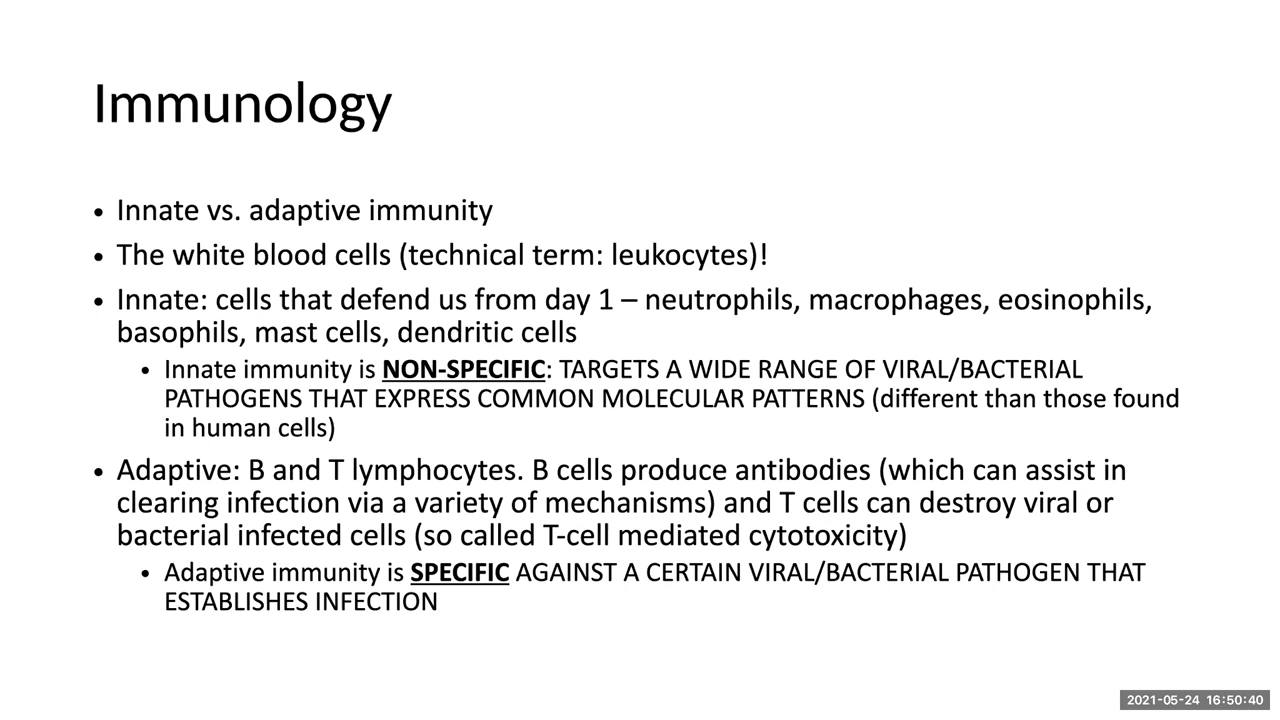 Immunology
• Innate vs. adaptive immunity
• The white blood cells (technical term: leukocytes)!
• Innate: cells that defend us from day 1 – neutrophils, macrophages, eosinophils,
basophils, mast cells, dendritic cells
• Innate immunity is NON-SPECIFIC: TARGETS A WIDE RANGE OF VIRAL/BACTERIAL
PATHOGENS THAT EXPRESS COMMON MOLECULAR PATTERNS (different than those found
in human cells)
• Adaptive: B and T lymphocytes. B cells produce antibodies (which can assist in
clearing infection via a variety of mechanisms) and T cells can destroy viral or
bacterial infected cells (so called T-cell mediated cytotoxicity)
• Adaptive immunity is SPECIFIC AGAINST A CERTAIN VIRAL/BACTERIAL PATHOGEN THAT
ESTABLISHES INFECTION
2021-05-24 16:50:40